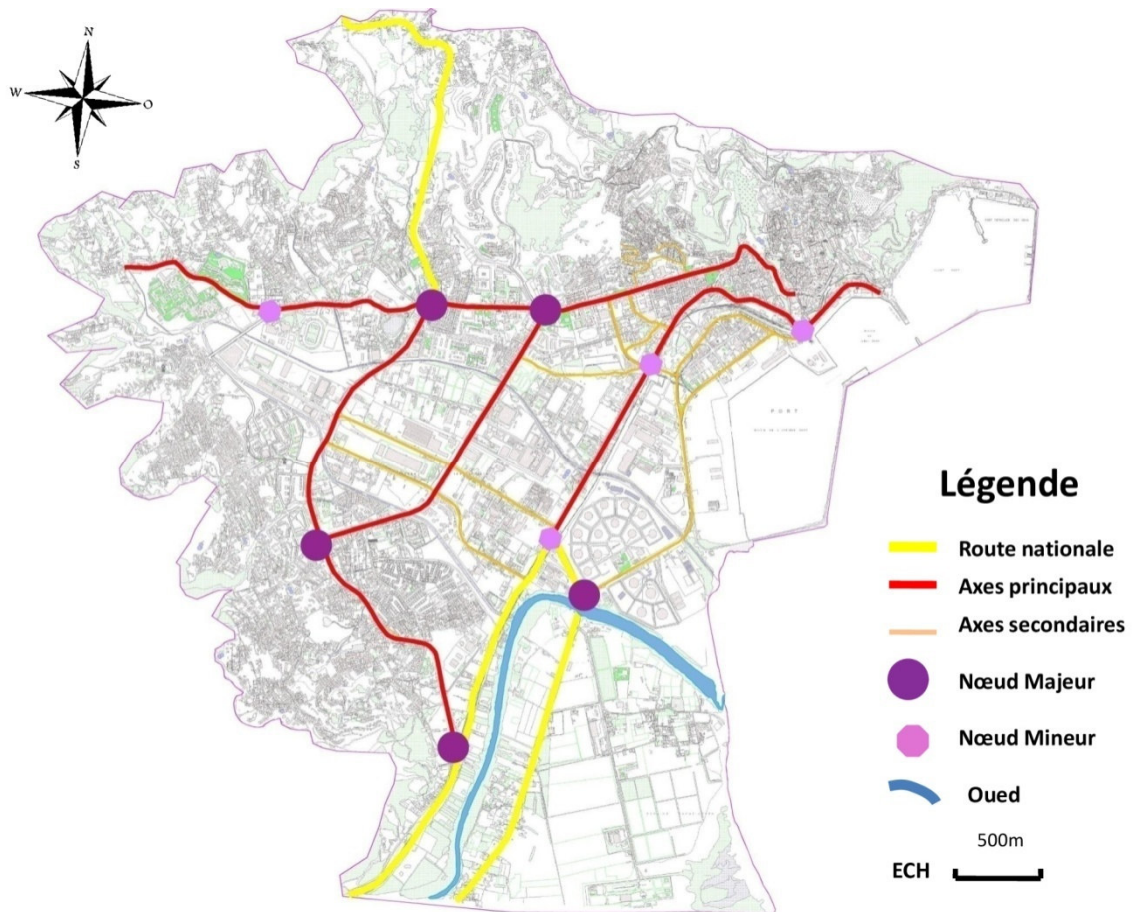 N
W
O
S
PORT
Légende
Route nationale
Axes principaux
Axes secondaires
Nœud Majeur
Nœud Mineur
Oued
500m
ECH